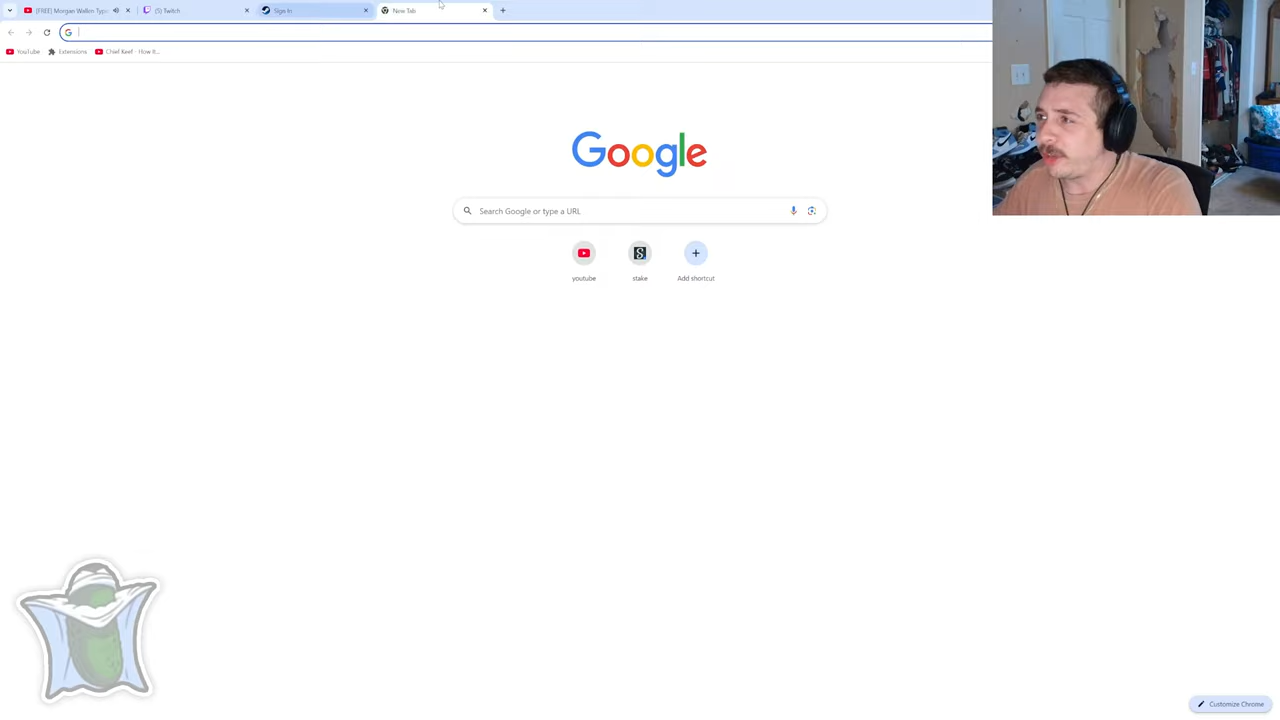 [FREE] Morgan Wallen Type
(5) Twitch
Sign In
New Tab
YouTube
Extensions
Chief Keef - How It...
Google
Search Google or type a URL
youtube
stake
Add shortcut
Customize Chrome